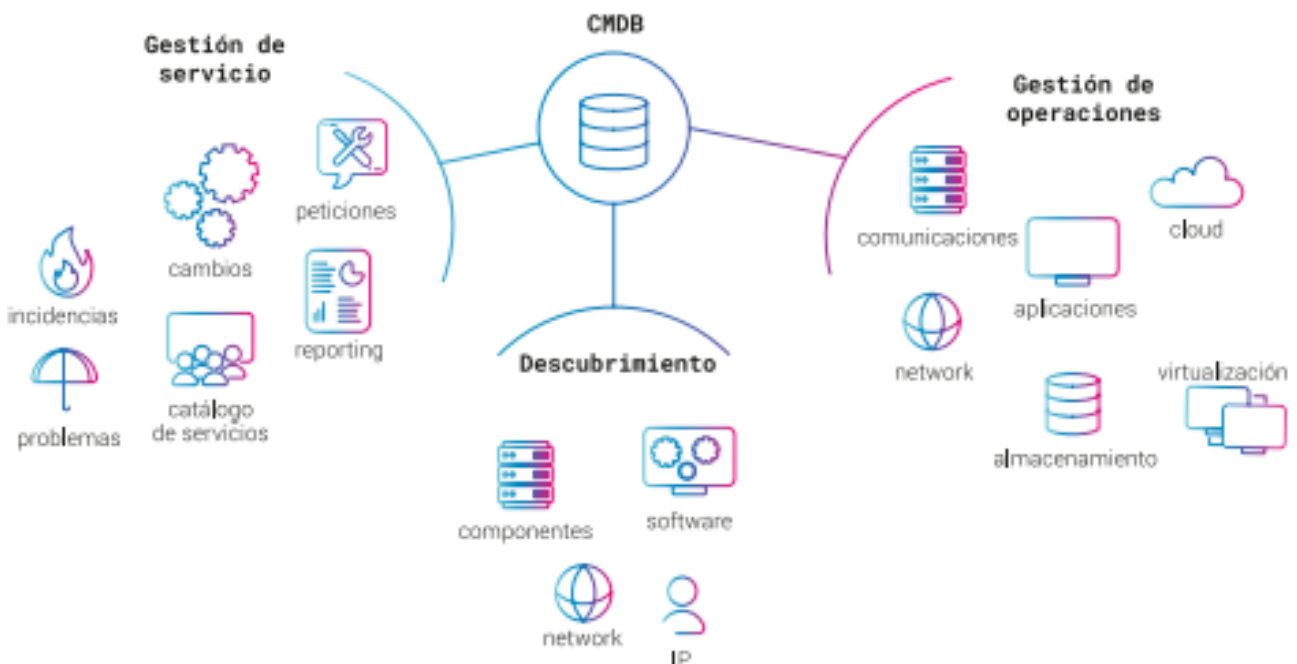 CMDB
Gestión de
servicio
peticiones
cambios
incidencias
reporting
problemas
catálogo
de servicios
Descubrimiento
componentes
software
network
IP
Gestión de
operaciones
comunicaciones
cloud
aplicaciones
network
virtualización
almacenamiento